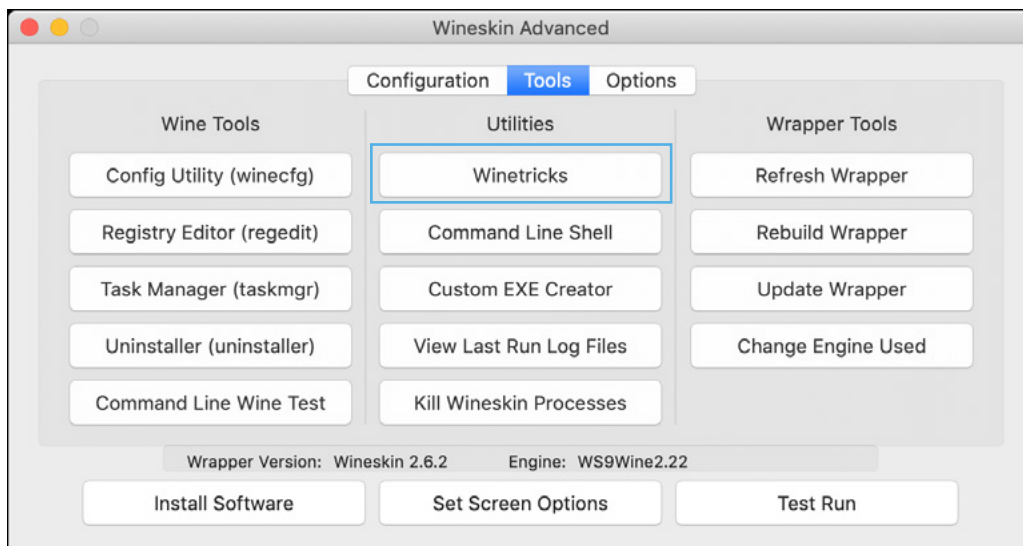 Wineskin Advanced
Configuration Tools Options
Wine Tools
Config Utility (winecfg)
Registry Editor (regedit)
Task Manager (taskmgr)
Uninstaller (uninstaller)
Command Line Wine Test
Utilities
Winetricks
Command Line Shell
Custom EXE Creator
View Last Run Log Files
Kill Wineskin Processes
Wrapper Tools
Refresh Wrapper
Rebuild Wrapper
Update Wrapper
Change Engine Used
Wrapper Version: Wineskin 2.6.2 Engine: WS9Wine2.22
Install Software Set Screen Options Test Run